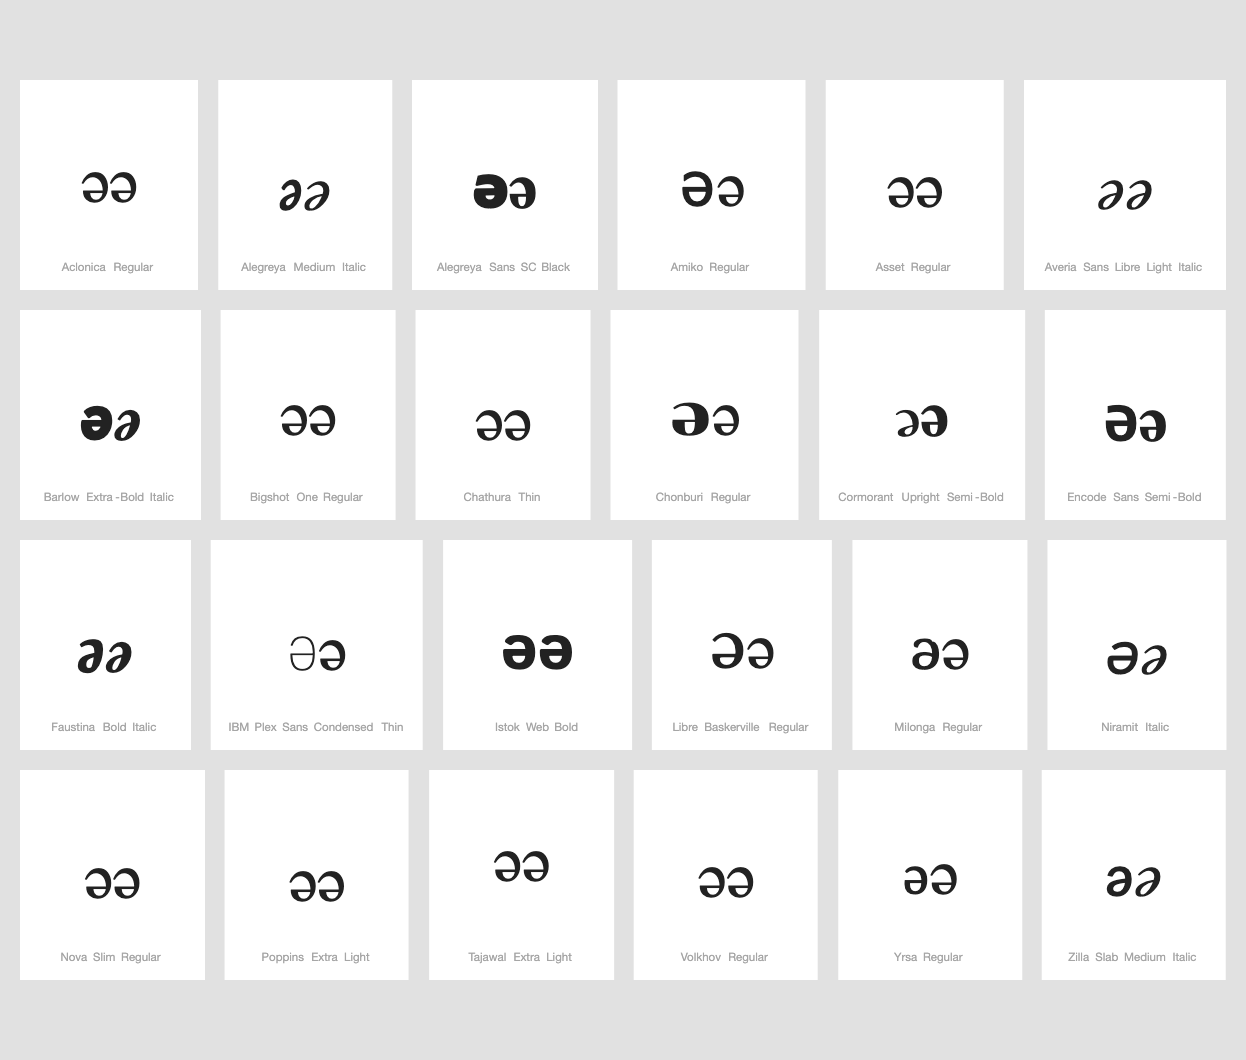 əə əə əə əə əə əə
Aclonica Regular Alegreya Medium Italic Alegreya Sans SC Black Amiko Regular Asset Regular Averia Sans Libre Light Italic
əə əə əə əə əə əə
Barlow Extra-Bold Italic Bigshot One Regular Chathura Thin Chonburi Regular Cormorant Upright Semi-Bold Encode Sans Semi-Bold
əə əə əə əə əə əə
Faustina Bold Italic IBM Plex Sans Condensed Thin Istok Web Bold Libre Baskerville Regular Milonga Regular Niramit Italic
əə əə əə əə əə əə
Nova Slim Regular Poppins Extra Light Tajawal Extra Light Volkhov Regular Yrsa Regular Zilla Slab Medium Italic